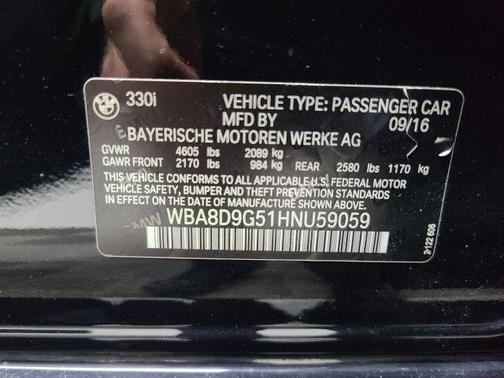 330i VEHICLE TYPE: PASSENGER CAR
MFD BY 09/16
BAYERISCHE MOTOREN WERKE AG
GVWR 4605 lbs 2089 kg
GAWR FRONT 2170 lbs 984 kg REAR 2580 lbs 1170 kg
THIS VEHICLE CONFORMS TO ALL APPLICABLE U.S. FEDERAL MOTOR
VEHICLE SAFETY, BUMPER AND THEFT PREVENTION STANDARDS
IN EFFECT ON THE DATE OF MANUFACTURE SHOWN ABOVE.
WBA8D9G51HNU59059